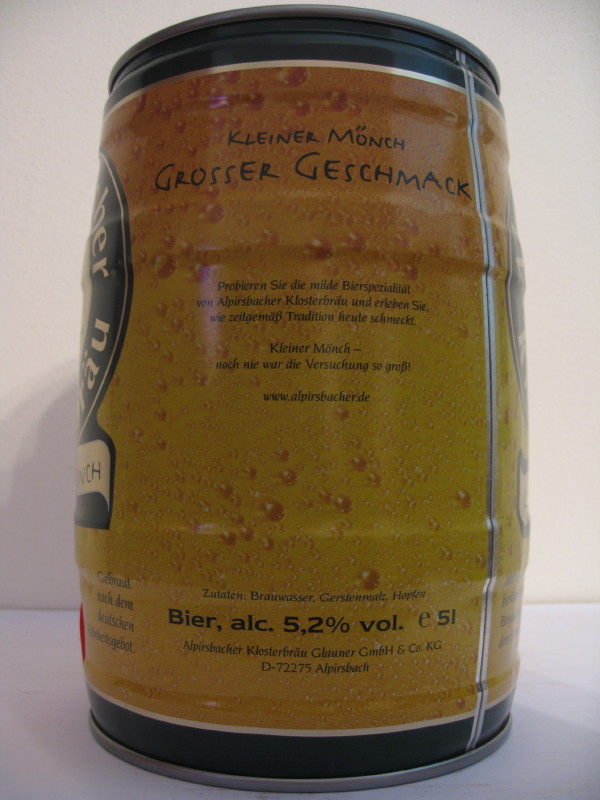 KLEINER MÖNCH
GROSSER GESCHMACK
Probieren Sie die milde Bierspezialität
von Alpirsbacher Klosterbräu und erleben Sie,
wie zeitgemäß Tradition heute schmeckt.
Kleiner Mönch –
noch nie war die Versuchung so groß!
www.alpirsbacher.de
Gebraut
nach dem
deutschen
Zutaten: Brauwasser, Gerstenmalz, Hopfen
Bier, alc. 5,2% vol. ℮ 5l
Alpirsbacher Klosterbräu Glauner GmbH & Co. KG
D-72275 Alpirsbach